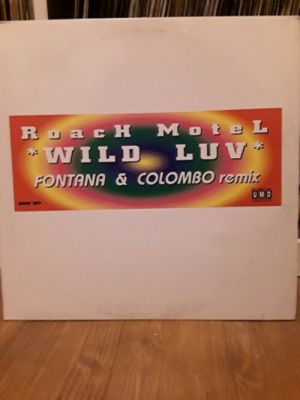 RoacH MoteL
*WILD LUV*
FONTANA & COLOMBO remix
UMD